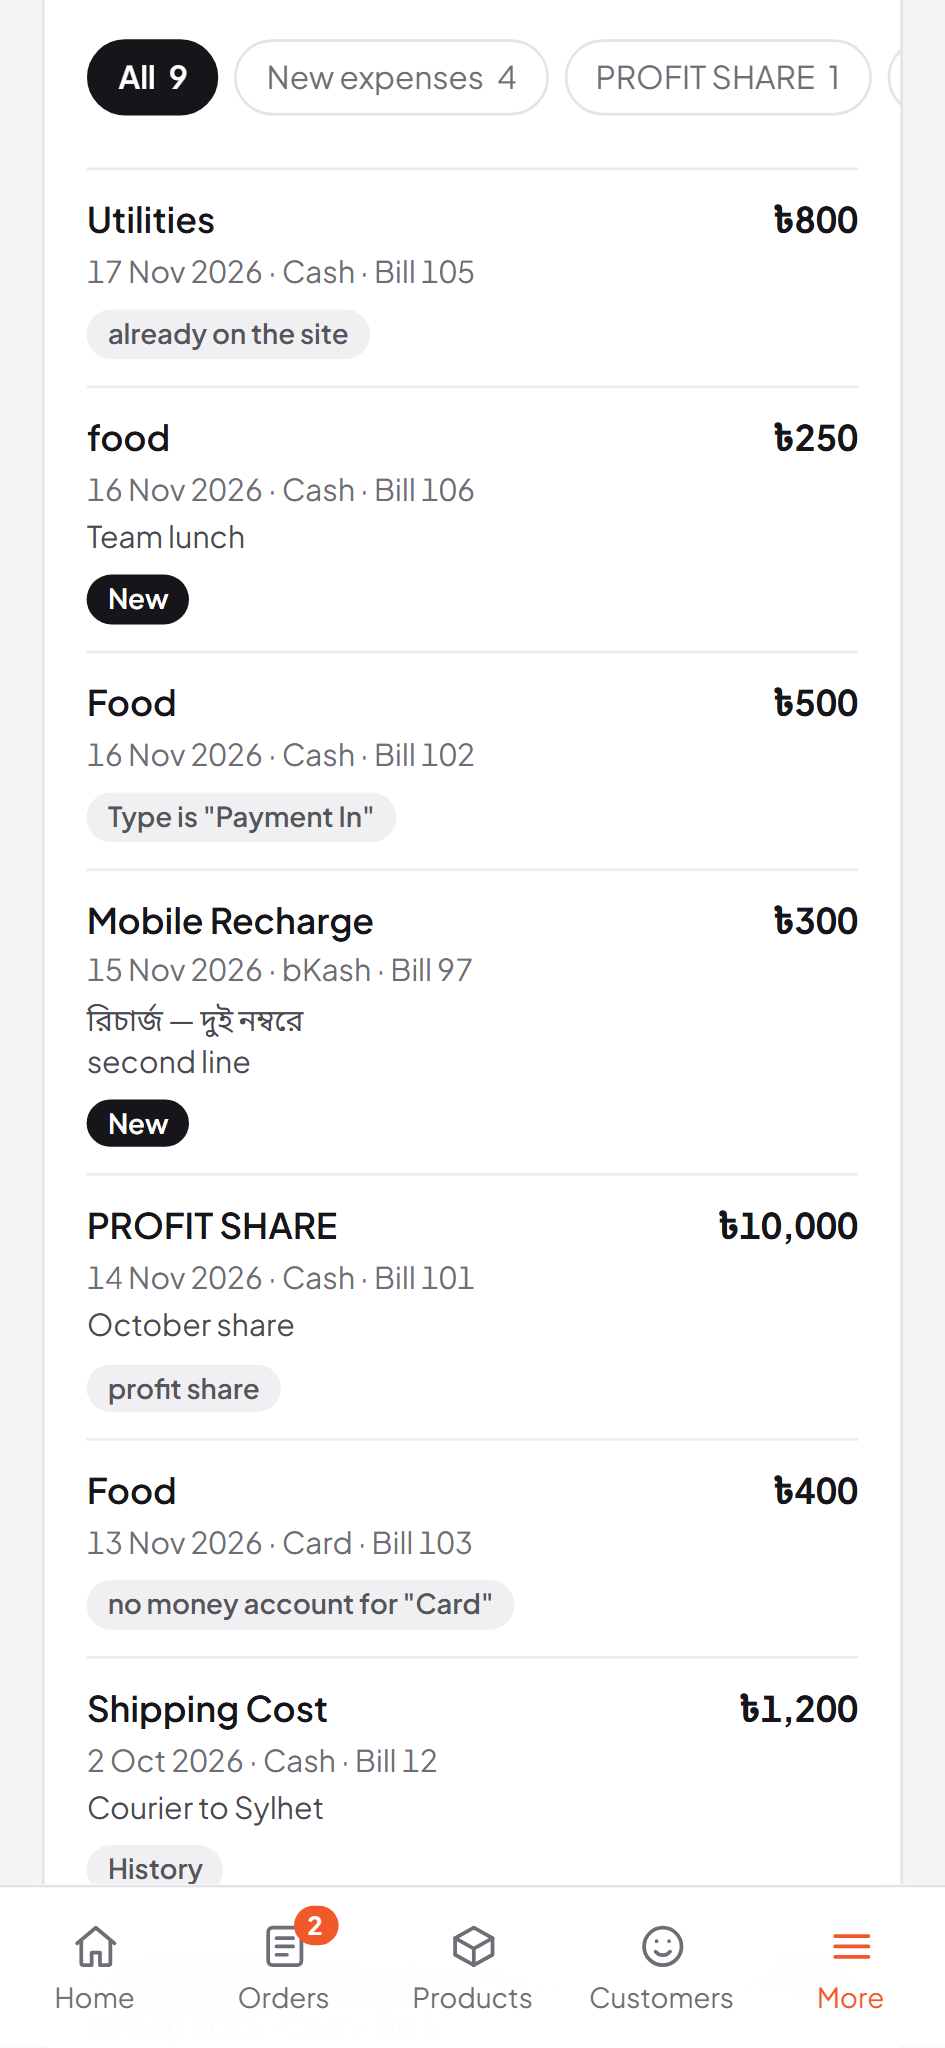 All 9
New expenses 4
PROFIT SHARE 1
Utilities ৳800
17 Nov 2026 · Cash · Bill 105
already on the site
food ৳250
16 Nov 2026 · Cash · Bill 106
Team lunch
New
Food ৳500
16 Nov 2026 · Cash · Bill 102
Type is "Payment In"
Mobile Recharge ৳300
15 Nov 2026 · bKash · Bill 97
রিচার্জ — দুই নম্বরে
second line
New
PROFIT SHARE ৳10,000
14 Nov 2026 · Cash · Bill 101
October share
profit share
Food ৳400
13 Nov 2026 · Card · Bill 103
no money account for "Card"
Shipping Cost ৳1,200
2 Oct 2026 · Cash · Bill 12
Courier to Sylhet
History
2
Home
Orders
Products
Customers
More